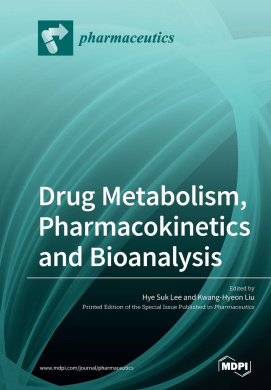 pharmaceutics
Drug Metabolism,
Pharmacokinetics
and Bioanalysis
Edited by
Hye Suk Lee and Kwang-Hyeon Liu
Printed Edition of the Special Issue Published in Pharmaceutics
www.mdpi.com/journal/pharmaceutics
MDPI